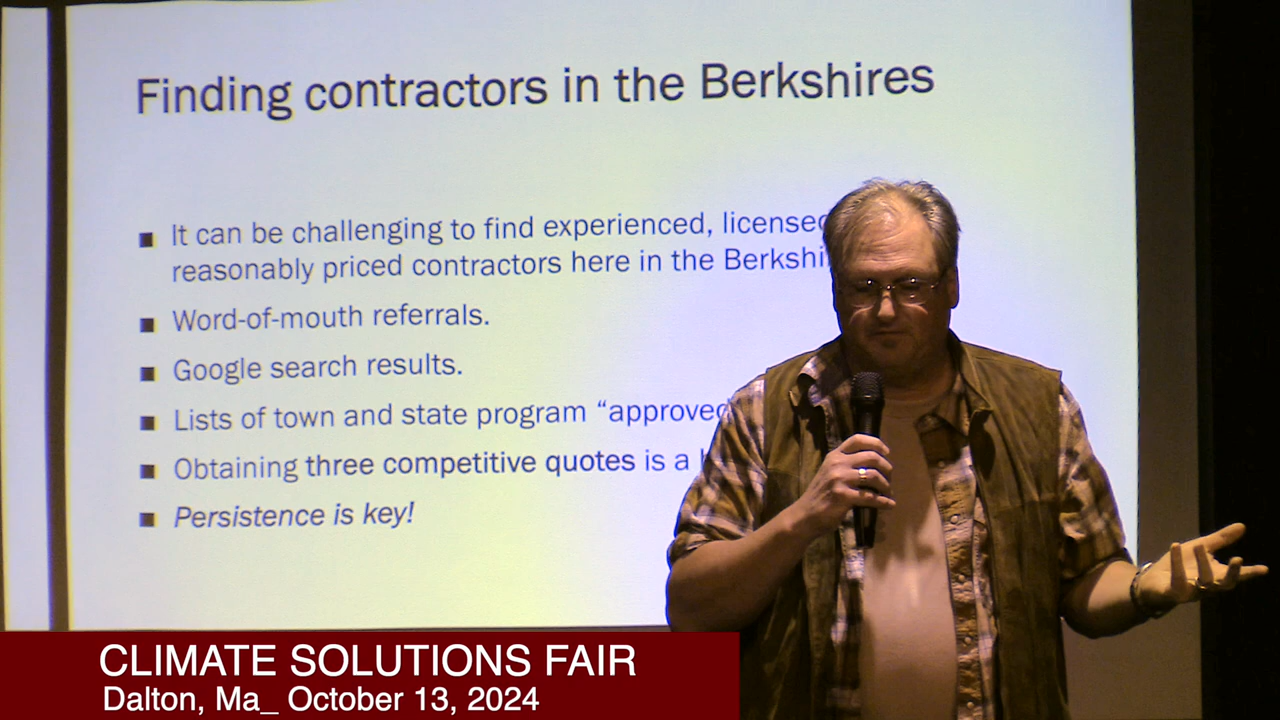 Finding contractors in the Berkshires
■ It can be challenging to find experienced, licensed
reasonably priced contractors here in the
■ Word-of-mouth referrals.
■ Google search results.
■ Lists of town and state program “approved
■ Obtaining three competitive quotes is a
■ Persistence is key!
CLIMATE SOLUTIONS FAIR
Dalton, Ma_ October 13, 2024